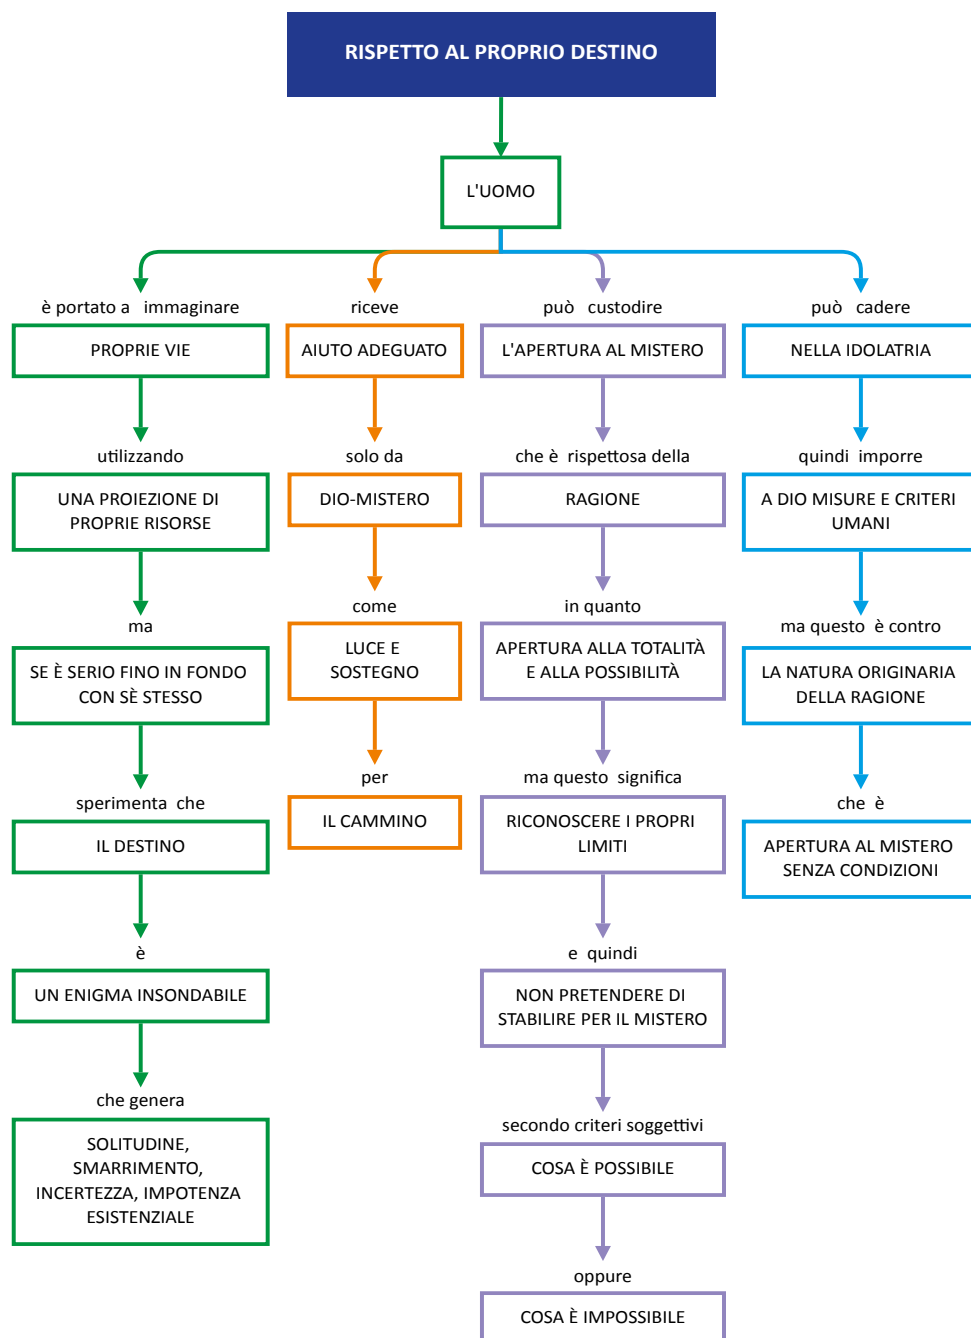 RISPETTO AL PROPRIO DESTINO
L'UOMO
è portato a immaginare
PROPRIE VIE
utilizzando
UNA PROIEZIONE DI
PROPRIE RISORSE
ma
SE È SERIO FINO IN FONDO
CON SÈ STESSO
sperimenta che
IL DESTINO
è
UN ENIGMA INSONDABILE
che genera
SOLITUDINE,
SMARRIMENTO,
INCERTEZZA, IMPOTENZA
ESISTENZIALE
riceve
AIUTO ADEGUATO
solo da
DIO-MISTERO
come
LUCE E
SOSTEGNO
per
IL CAMMINO
può custodire
L'APERTURA AL MISTERO
che è rispettosa della
RAGIONE
in quanto
APERTURA ALLA TOTALITÀ
E ALLA POSSIBILITÀ
ma questo significa
RICONOSCERE I PROPRI
LIMITI
e quindi
NON PRETENDERE DI
STABILIRE PER IL MISTERO
secondo criteri soggettivi
COSA È POSSIBILE
oppure
COSA È IMPOSSIBILE
può cadere
NELLA IDOLATRIA
quindi imporre
A DIO MISURE E CRITERI
UMANI
ma questo è contro
LA NATURA ORIGINARIA
DELLA RAGIONE
che è
APERTURA AL MISTERO
SENZA CONDIZIONI